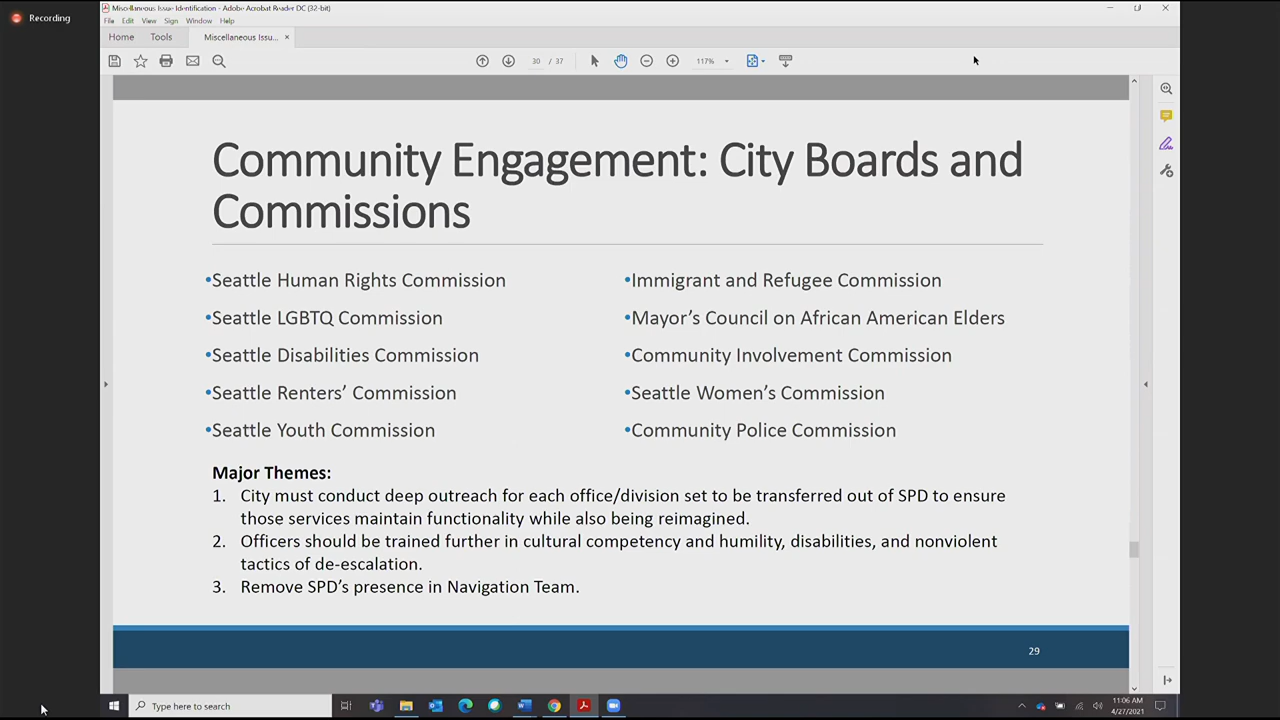 Recording
Miscellaneous Issue Identification - Adobe Acrobat Reader DC (32-bit)
File Edit View Sign Window Help
Home Tools Miscellaneous Issu... ×
30 / 37 117%
Community Engagement: City Boards and
Commissions
•Seattle Human Rights Commission
•Seattle LGBTQ Commission
•Seattle Disabilities Commission
•Seattle Renters’ Commission
•Seattle Youth Commission
•Immigrant and Refugee Commission
•Mayor’s Council on African American Elders
•Community Involvement Commission
•Seattle Women’s Commission
•Community Police Commission
Major Themes:
1. City must conduct deep outreach for each office/division set to be transferred out of SPD to ensure
those services maintain functionality while also being reimagined.
2. Officers should be trained further in cultural competency and humility, disabilities, and nonviolent
tactics of de-escalation.
3. Remove SPD’s presence in Navigation Team.
29
Type here to search
11:06 AM
4/27/2021